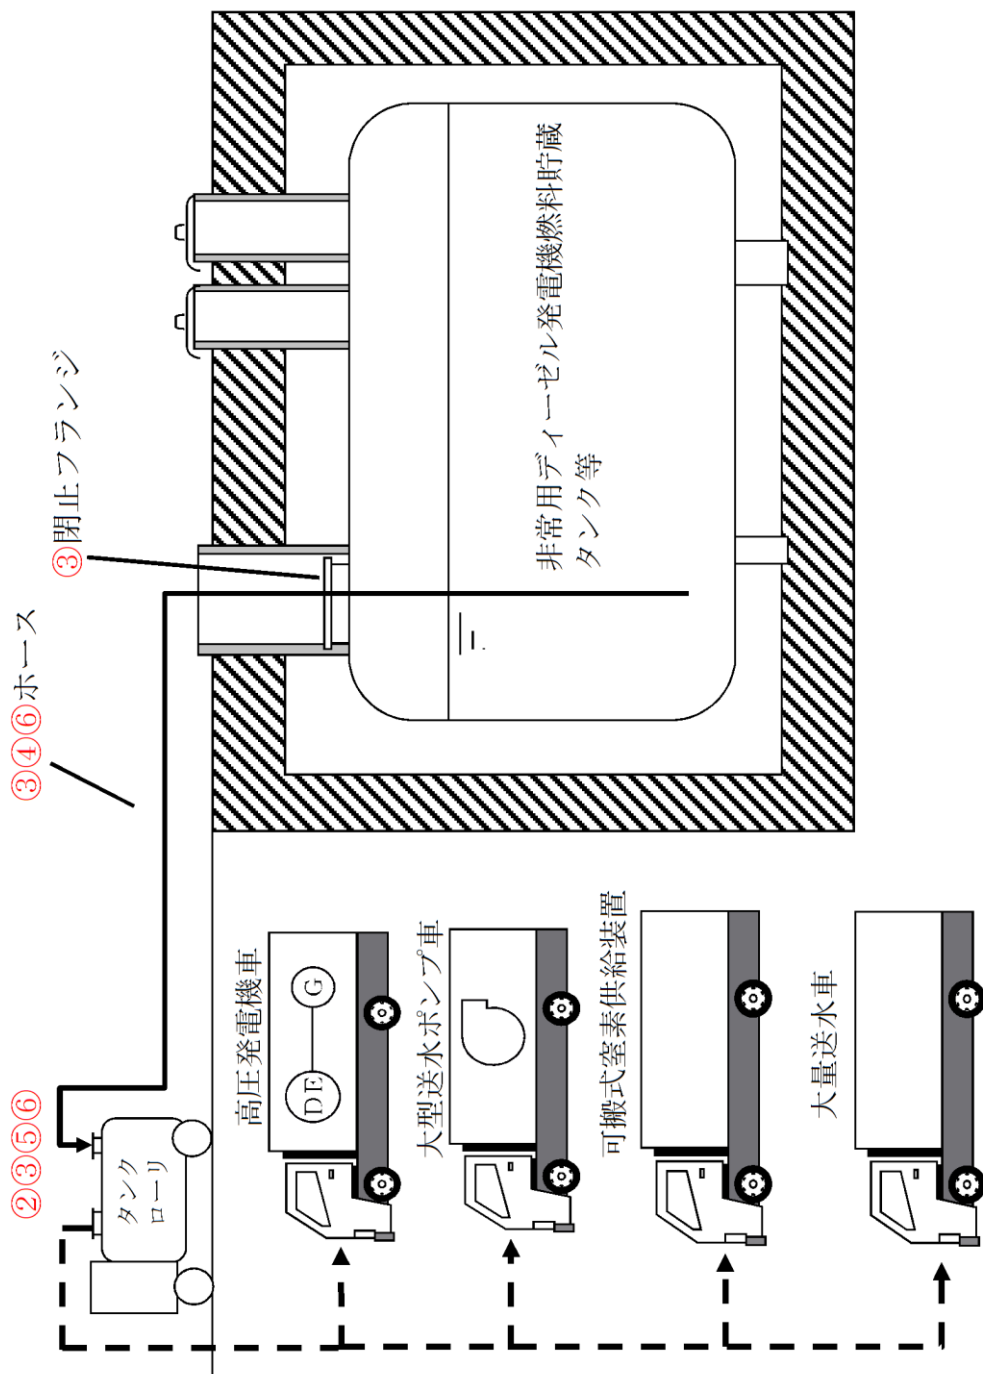 ②③⑤⑥
タンク
ローリ
③④⑥ホース
③閉止フランジ
非常用ディーゼル発電機燃料貯蔵
タンク等
高圧発電機車
DE
G
大型送水ポンプ車
可搬式窒素供給装置
大量送水車